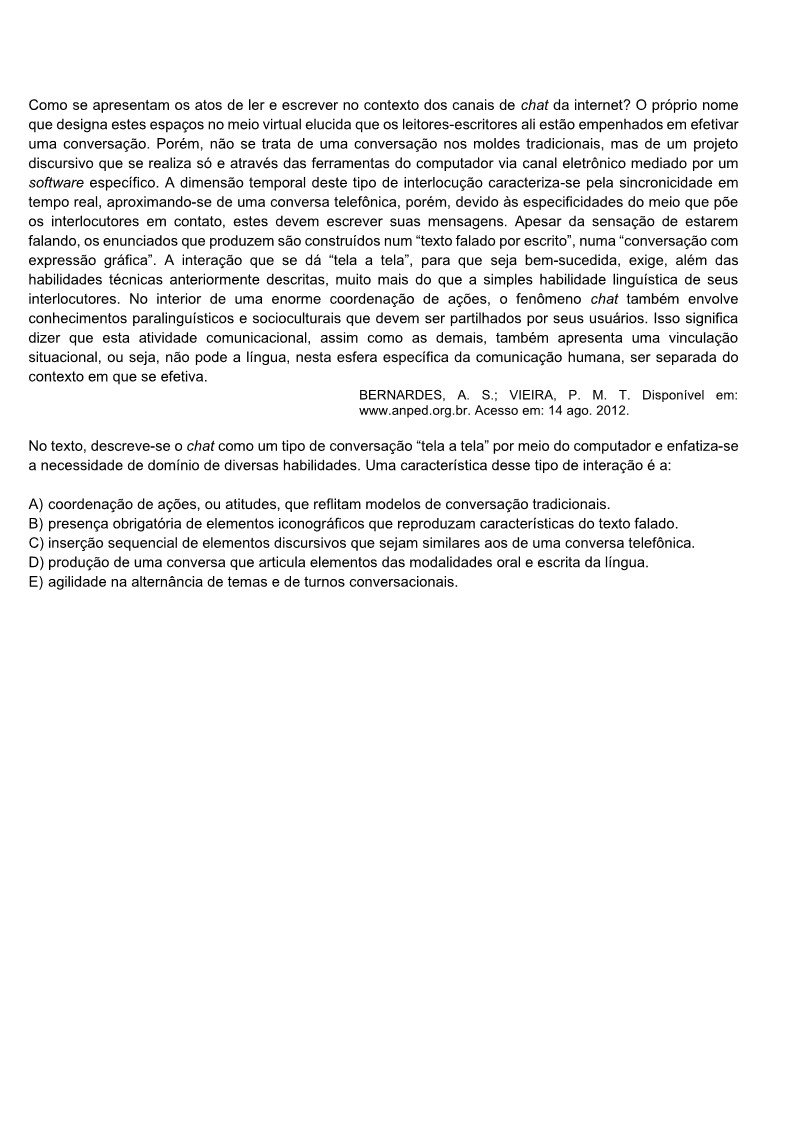 Como se apresentam os atos de ler e escrever no contexto dos canais de chat da internet? O próprio nome
que designa estes espaços no meio virtual elucida que os leitores-escritores ali estão empenhados em efetivar
uma conversação. Porém, não se trata de uma conversação nos moldes tradicionais, mas de um projeto
discursivo que se realiza só e através das ferramentas do computador via canal eletrônico mediado por um
software específico. A dimensão temporal deste tipo de interlocução caracteriza-se pela sincronicidade em
tempo real, aproximando-se de uma conversa telefônica, porém, devido às especificidades do meio que põe
os interlocutores em contato, estes devem escrever suas mensagens. Apesar da sensação de estarem
falando, os enunciados que produzem são construídos num “texto falado por escrito”, numa “conversação com
expressão gráfica”. A interação que se dá “tela a tela”, para que seja bem-sucedida, exige, além das
habilidades técnicas anteriormente descritas, muito mais do que a simples habilidade linguística de seus
interlocutores. No interior de uma enorme coordenação de ações, o fenômeno chat também envolve
conhecimentos paralinguísticos e socioculturais que devem ser partilhados por seus usuários. Isso significa
dizer que esta atividade comunicacional, assim como as demais, também apresenta uma vinculação
situacional, ou seja, não pode a língua, nesta esfera específica da comunicação humana, ser separada do
contexto em que se efetiva.
BERNARDES, A. S.; VIEIRA, P. M. T. Disponível em:
www.anped.org.br. Acesso em: 14 ago. 2012.
No texto, descreve-se o chat como um tipo de conversação “tela a tela” por meio do computador e enfatiza-se
a necessidade de domínio de diversas habilidades. Uma característica desse tipo de interação é a:
A) coordenação de ações, ou atitudes, que reflitam modelos de conversação tradicionais.
B) presença obrigatória de elementos iconográficos que reproduzam características do texto falado.
C) inserção sequencial de elementos discursivos que sejam similares aos de uma conversa telefônica.
D) produção de uma conversa que articula elementos das modalidades oral e escrita da língua.
E) agilidade na alternância de temas e de turnos conversacionais.